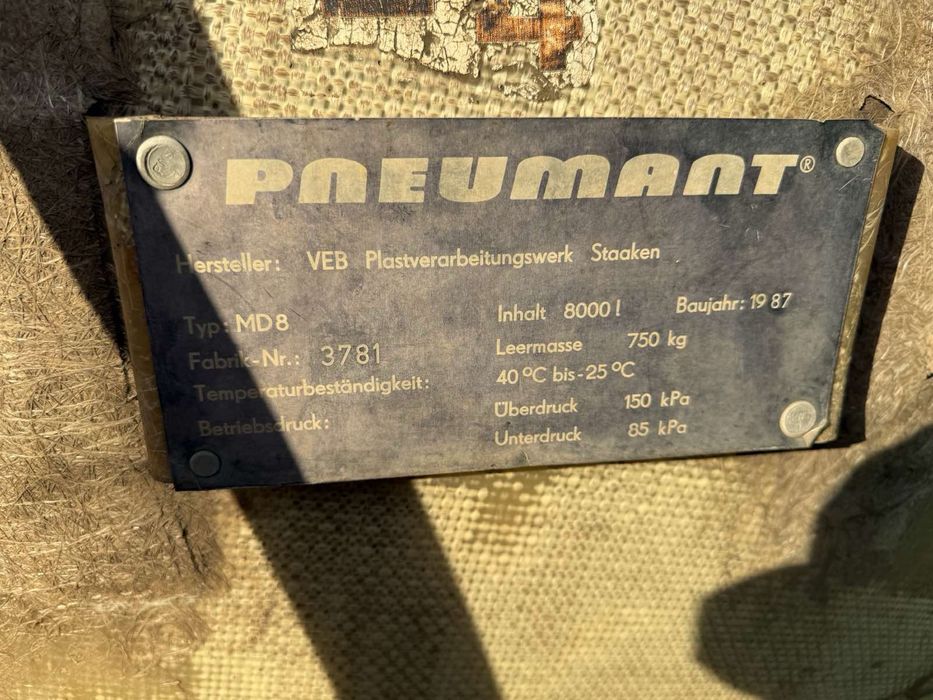 PNEUMANT®
Hersteller: VEB Plastverarbeitungswerk Staaken
Typ: MD8 Inhalt 8000 l Baujahr: 1987
Fabrik-Nr.: 3781 Leermasse 750 kg
Temperaturbeständigkeit: 40 °C bis -25 °C
Betriebsdruck: Überdruck 150 kPa
Unterdruck 85 kPa